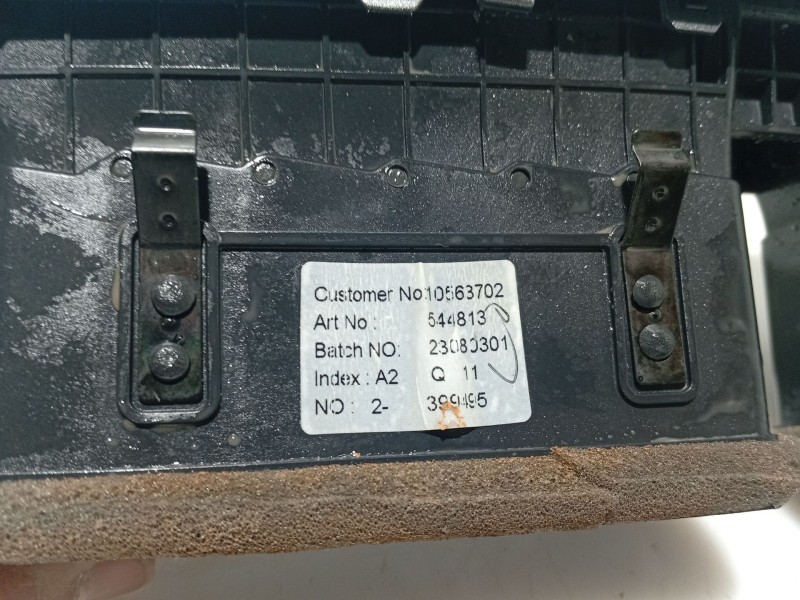 Customer No:10563702
Art No : 544813
Batch NO: 23080301
Index : A2 Q 11
NO : 2- 399495